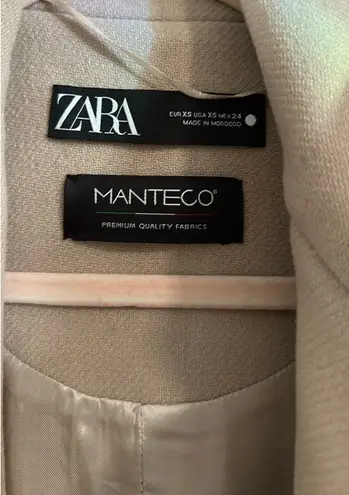 ZARA
EUR XS USA XS MEX 24
MADE IN MOROCCO
MANTECO®
PREMIUM QUALITY FABRICS